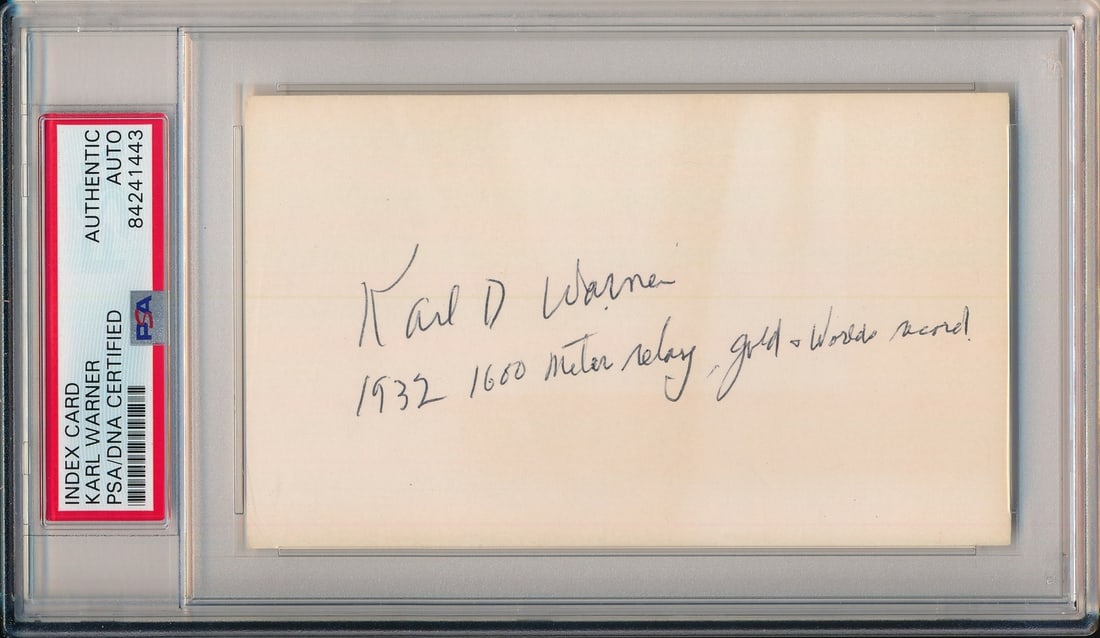 INDEX CARD
KARL WARNER
PSA/DNA CERTIFIED
AUTHENTIC
AUTO
84241443
PSA
Karl D Warner
1932 1600 meter relay, gold + Worlds record